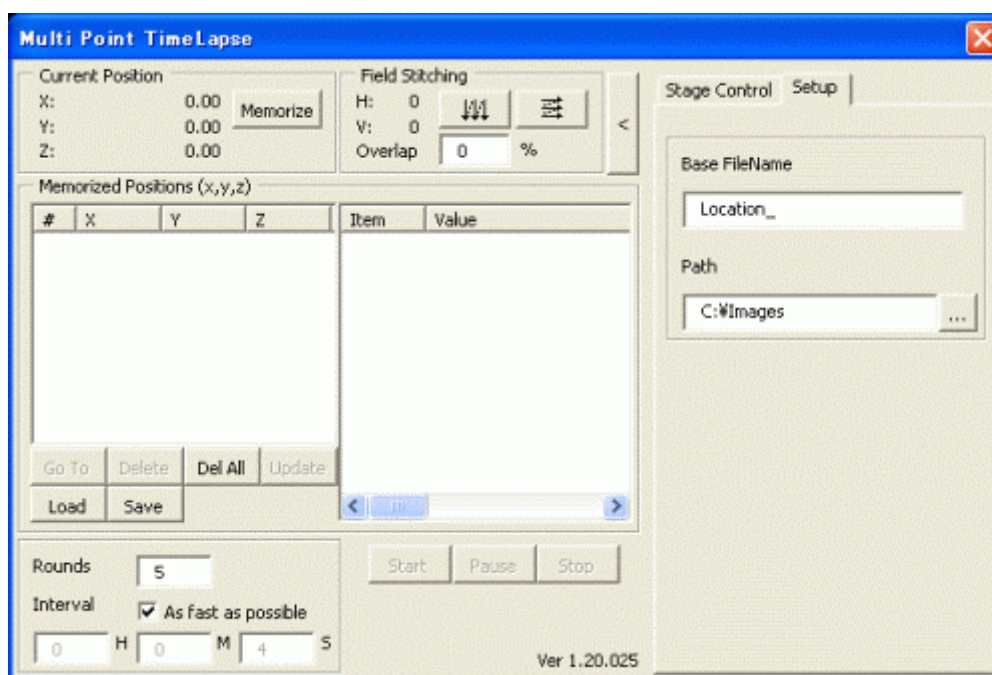 Multi Point TimeLapse
Current Position
X: 0.00
Y: 0.00
Z: 0.00
Memorize
Field Stitching
H: 0
V: 0
Overlap 0 %
<
Stage Control Setup
Base FileName
Location_
Path
C:¥Images ...
Memorized Positions (x,y,z)
# X Y Z
Item Value
Go To Delete Del All Update
Load Save
Rounds 5
Interval As fast as possible
0 H 0 M 4 S
Start Pause Stop
Ver 1.20.025